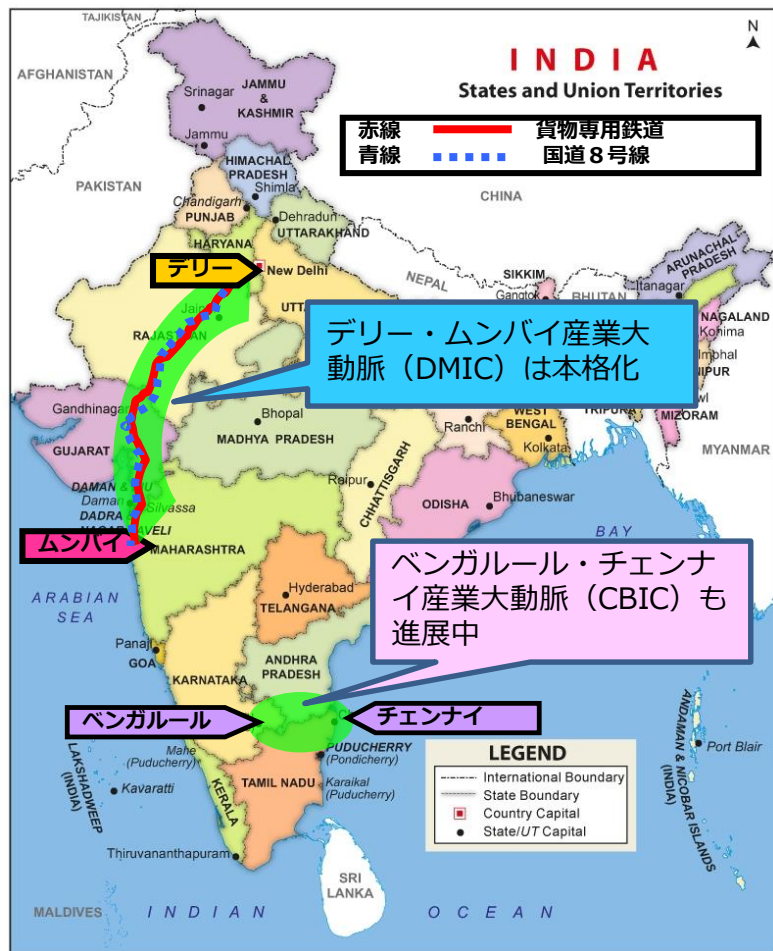 TAJIKISTAN
AFGHANISTAN
INDIA
States and Union Territories
N
赤線 貨物専用鉄道
青線 国道８号線
Srinagar
JAMMU
&
KASHMIR
Jammu
HIMACHAL
PRADESH
Shimla
PAKISTAN
CHINA
Chandigarh
PUNJAB
Dehradun
UTTARAKHAND
HARYANA
デリー
New Delhi
NEPAL
SIKKIM
Gangtok
BHUTAN
ARUNACHAL
PRADESH
Itanagar
NAGALAND
Kohima
Imphal
TRIPURA
MIZORAM
MYANMAR
RAJASTHAN
デリー・ムンバイ産業大
動脈（DMIC）は本格化
Gandhinagar
GUJARAT
Bhopal
MADHYA PRADESH
Ranchi
WEST
BENGAL
Kolkata
DAMAN & DIU
Daman
Silvassa
DADRA &
NAGAR HAVELI
Raipur
CHHATTISGARH
ODISHA
Bhubaneswar
ムンバイ
MAHARASHTRA
BAY
ARABIAN
SEA
Hyderabad
TELANGANA
ベンガルール・チェンナ
イ産業大動脈（CBIC）も
進展中
Panaji
GOA
KARNATAKA
ANDHRA
PRADESH
ベンガルール
チェンナイ
Mahe
(Puducherry)
PUDUCHERRY
(Pondicherry)
Karaikal
(Puducherry)
TAMIL NADU
KERALA
LAKSHADWEEP
(INDIA)
Kavaratti
Thiruvananthapuram
LEGEND
International Boundary
State Boundary
Country Capital
State/UT Capital
ANDAMAN & NICOBAR ISLANDS
(INDIA)
Port Blair
SRI
LANKA
MALDIVES
INDIAN OCEAN